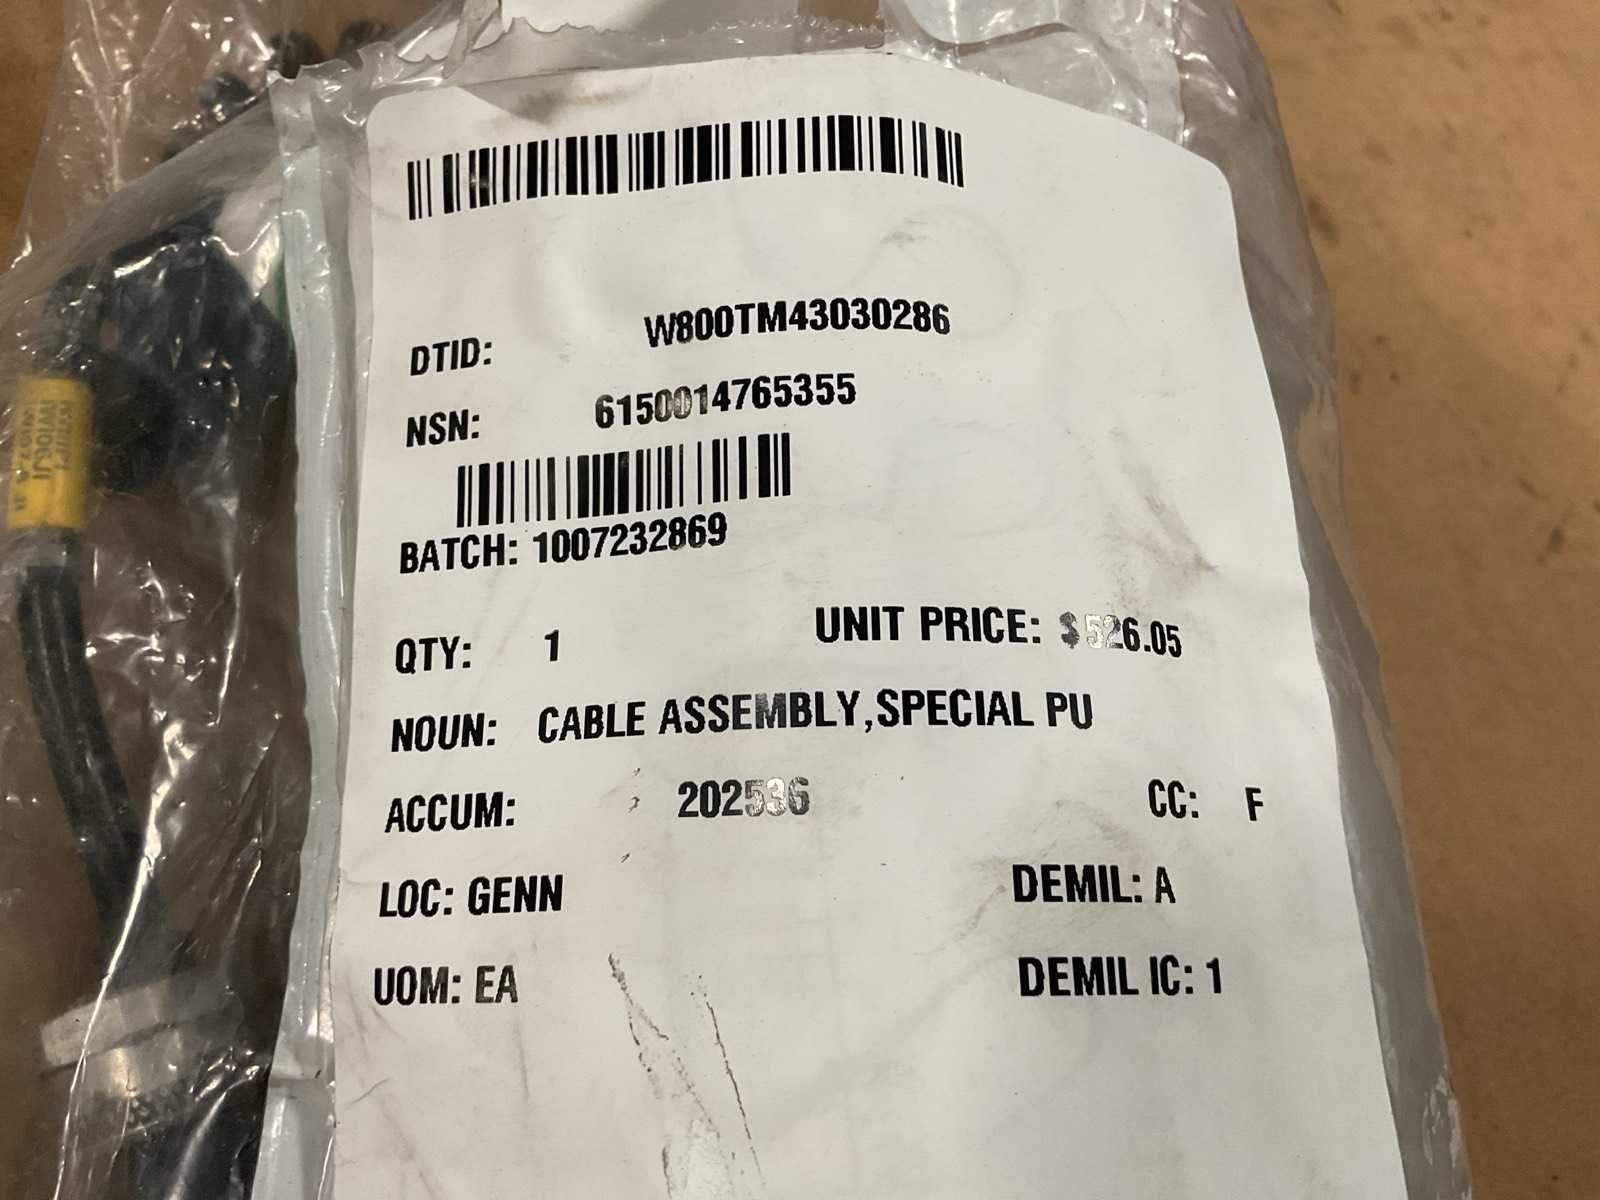 DTID: W800TM43030286
NSN: 6150014765355
BATCH: 1007232869
QTY: 1 UNIT PRICE: $526.05
NOUN: CABLE ASSEMBLY,SPECIAL PU
ACCUM: 202536 CC: F
LOC: GENN DEMIL: A
UOM: EA DEMIL IC: 1